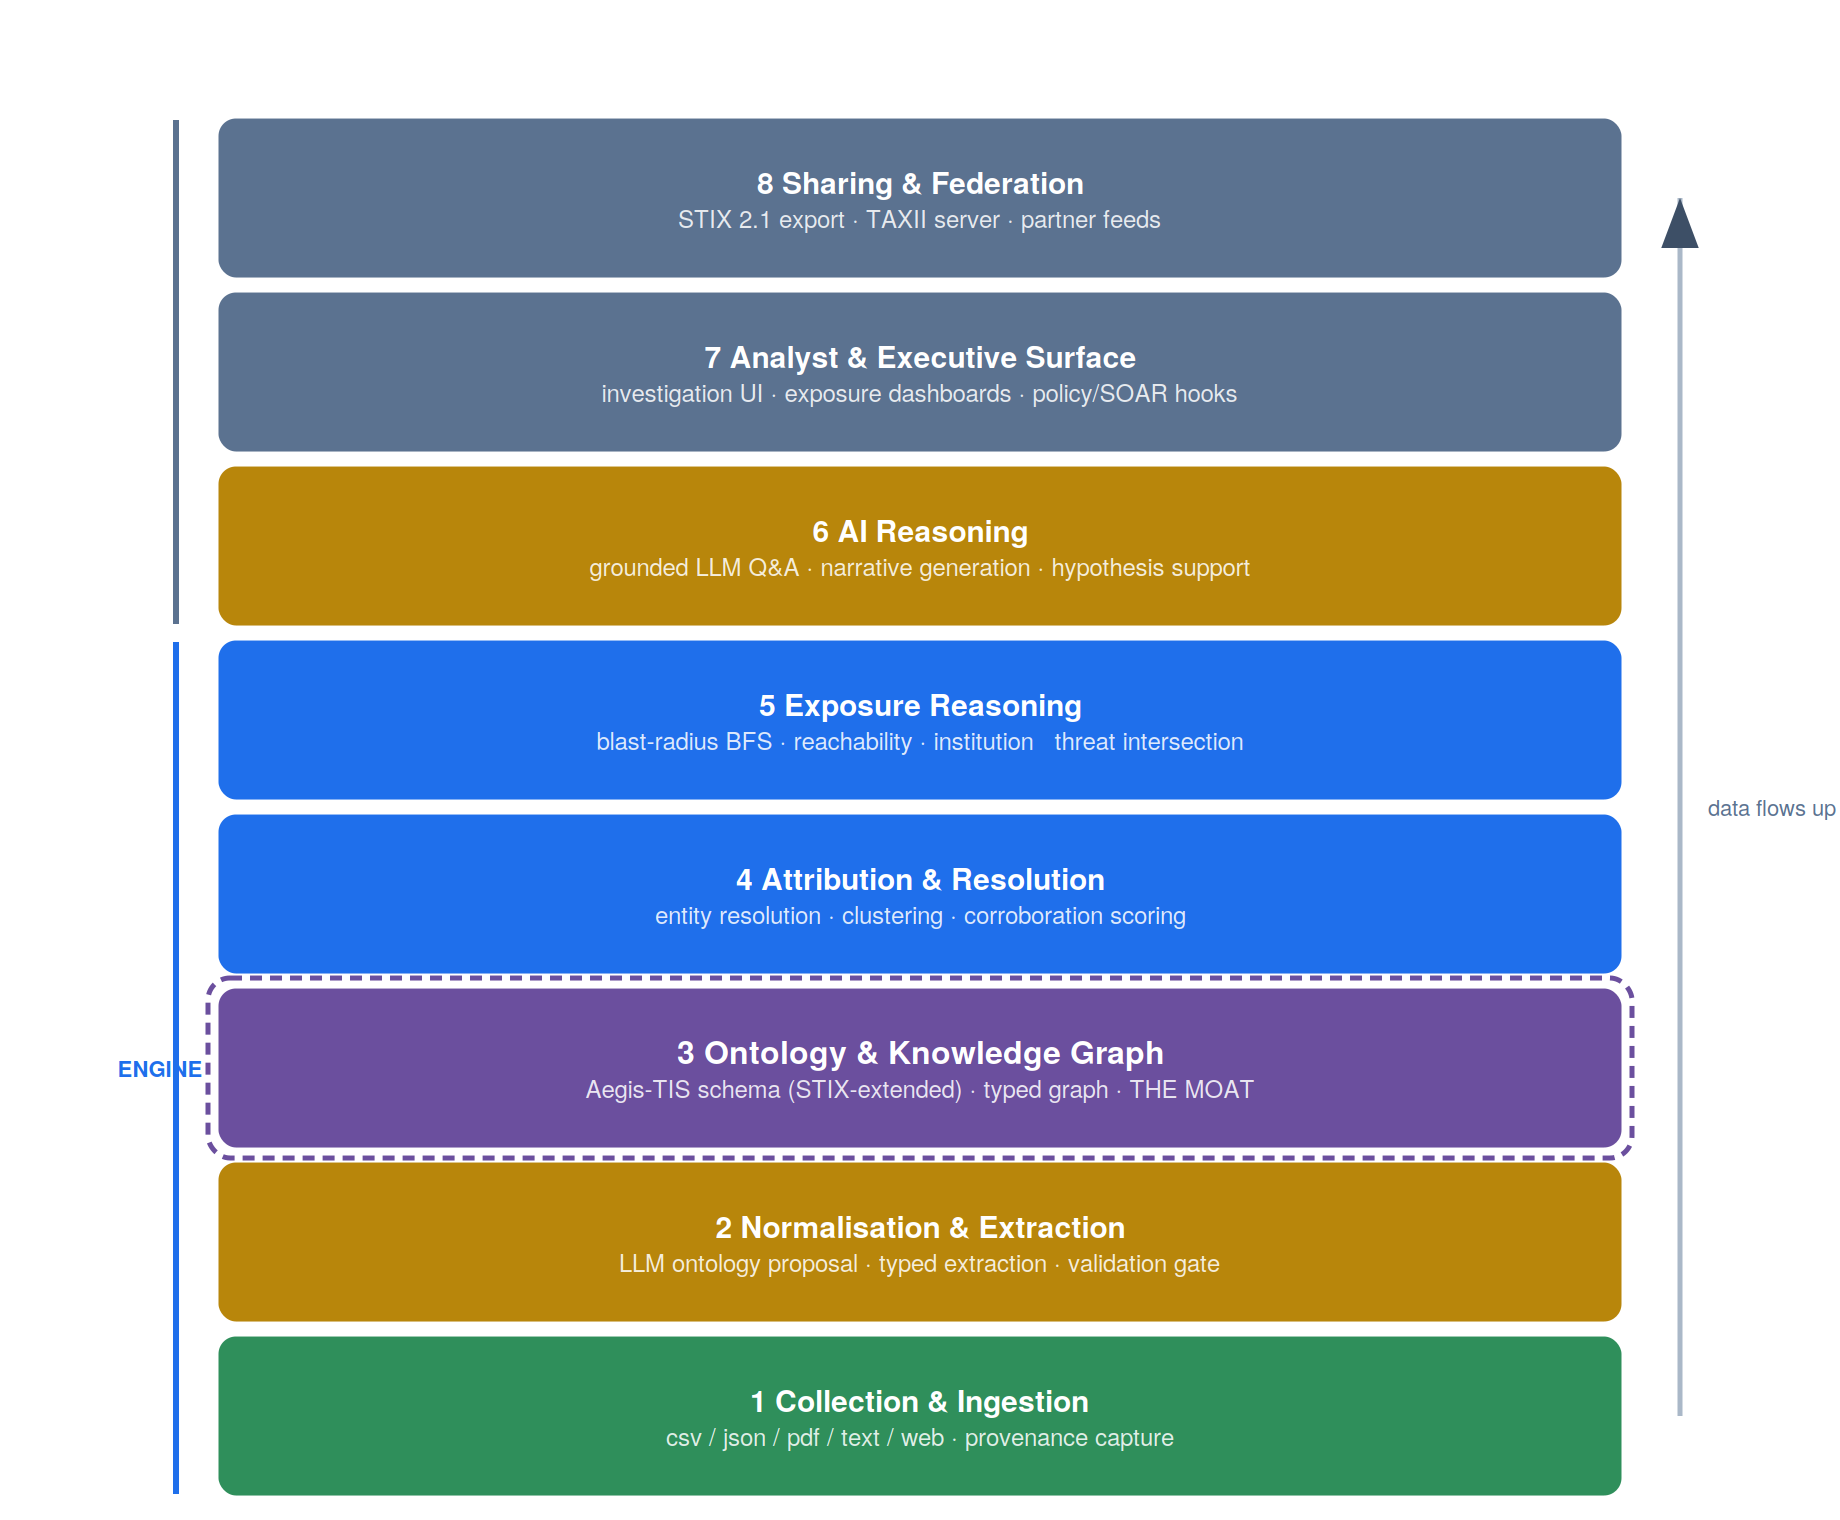 8 Sharing & Federation
STIX 2.1 export · TAXII server · partner feeds
7 Analyst & Executive Surface
investigation UI · exposure dashboards · policy/SOAR hooks
6 AI Reasoning
grounded LLM Q&A · narrative generation · hypothesis support
5 Exposure Reasoning
blast-radius BFS · reachability · institution threat intersection
data flows up
4 Attribution & Resolution
entity resolution · clustering · corroboration scoring
ENGINE
3 Ontology & Knowledge Graph
Aegis-TIS schema (STIX-extended) · typed graph · THE MOAT
2 Normalisation & Extraction
LLM ontology proposal · typed extraction · validation gate
1 Collection & Ingestion
csv / json / pdf / text / web · provenance capture